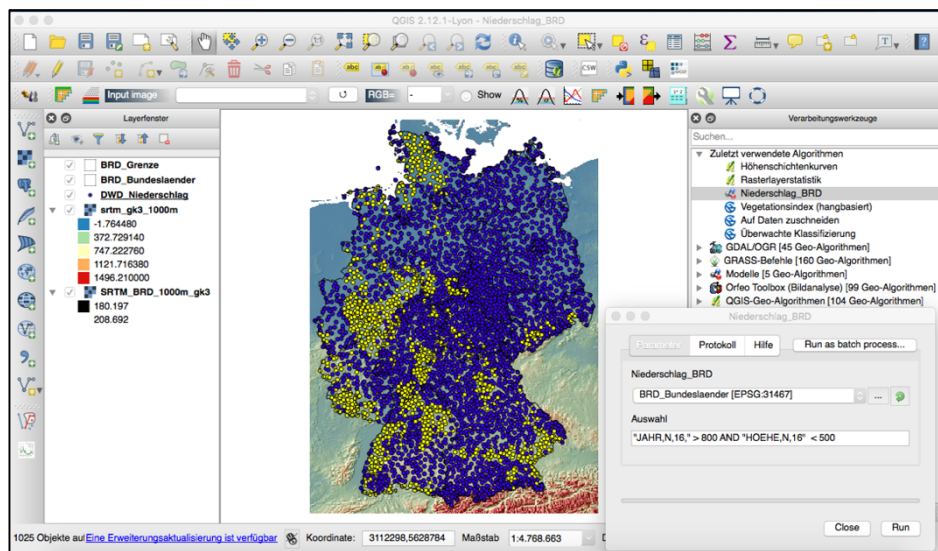 QGIS 2.12.1-Lyon - Niederschlag_BRD
CSW
Input image
RGB=
-
Show
Layerfenster
BRD_Grenze
BRD_Bundeslaender
DWD_Niederschlag
srtm_gk3_1000m
-1.764480
372.729140
747.222760
1121.716380
1496.210000
SRTM_BRD_1000m_gk3
180.197
208.692
Verarbeitungswerkzeuge
Suchen...
Zuletzt verwendete Algorithmen
Höhenschichtenkurven
Rasterlayerstatistik
Niederschlag_BRD
Vegetationsindex (hangbasiert)
Auf Daten zuschneiden
Überwachte Klassifizierung
GDAL/OGR [45 Geo-Algorithmen]
GRASS-Befehle [160 Geo-Algorithmen]
Modelle [5 Geo-Algorithmen]
Orfeo Toolbox (Bildanalyse) [99 Geo-Algorithmen]
QGIS-Geo-Algorithmen [104 Geo-Algorithmen]
Niederschlag_BRD
Parameter
Protokoll
Hilfe
Run as batch process...
Niederschlag_BRD
BRD_Bundeslaender [EPSG:31467]
...
Auswahl
"JAHR,N,16," > 800 AND "HOEHE,N,16" < 500
Close
Run
1025 Objekte auf Eine Erweiterungsaktualisierung ist verfügbar
Koordinate:
3112298,5628784
Maßstab
1:4.768.663